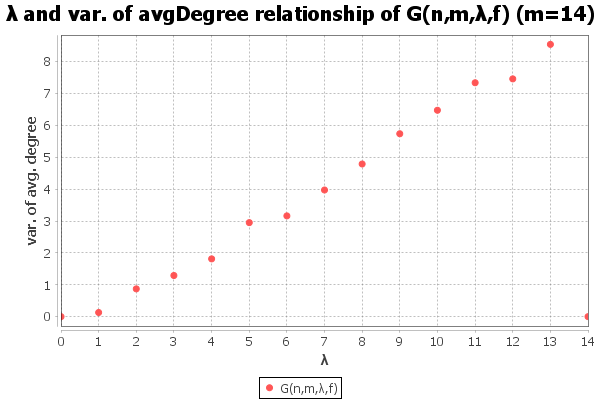 λ and var. of avgDegree relationship of G(n,m,λ,f) (m=14)
var. of avg. degree
8
7
6
5
4
3
2
1
0
0 1 2 3 4 5 6 7 8 9 10 11 12 13 14
λ
G(n,m,λ,f)